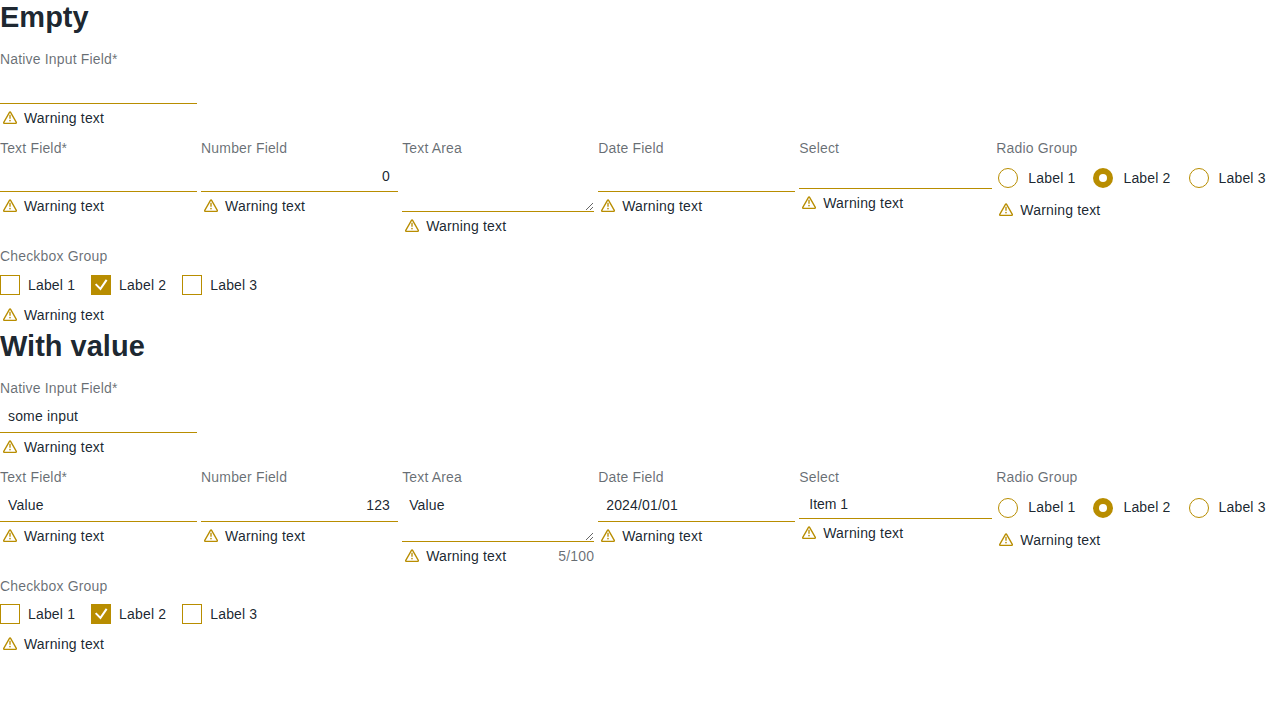 Empty
Native Input Field*
Warning text
Text Field* Number Field Text Area Date Field Select Radio Group
0 Label 1 Label 2 Label 3
Warning text Warning text Warning text Warning text Warning text Warning text
Checkbox Group
Label 1 Label 2 Label 3
Warning text
With value
Native Input Field*
some input
Warning text
Text Field* Number Field Text Area Date Field Select Radio Group
Value 123 Value 2024/01/01 Item 1 Label 1 Label 2 Label 3
Warning text Warning text Warning text 5/100 Warning text Warning text Warning text
Checkbox Group
Label 1 Label 2 Label 3
Warning text